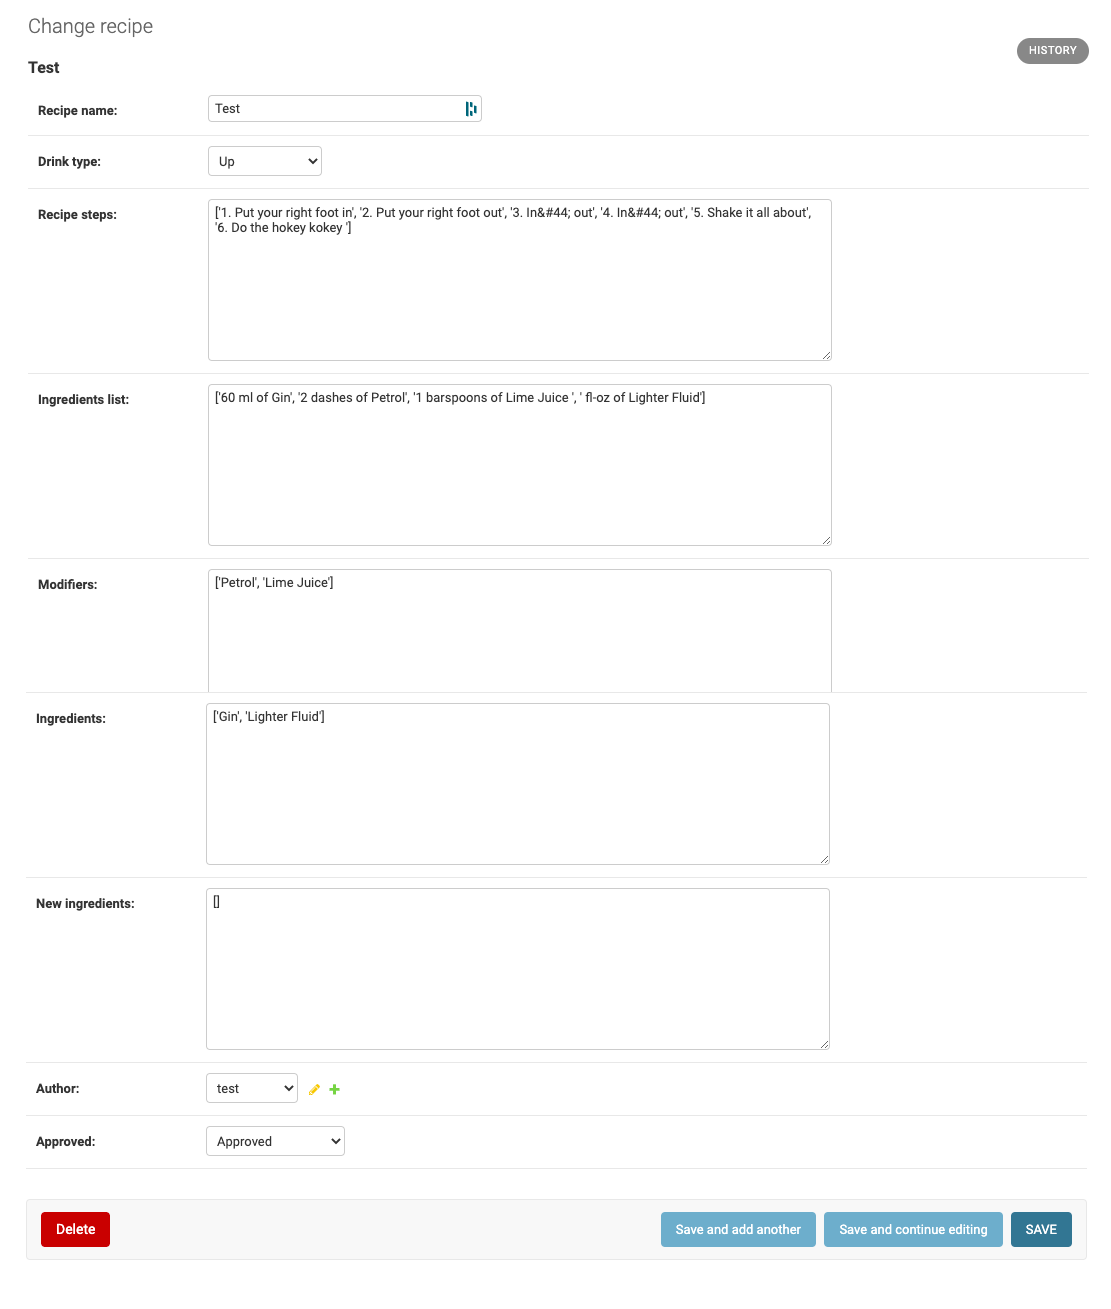 Change recipe
HISTORY
Test
Recipe name: Test
Drink type: Up
Recipe steps: ['1. Put your right foot in', '2. Put your right foot out', '3. In&#44; out', '4. In&#44; out', '5. Shake it all about',
'6. Do the hokey kokey ']
Ingredients list: ['60 ml of Gin', '2 dashes of Petrol', '1 barspoons of Lime Juice ', ' fl-oz of Lighter Fluid']
Modifiers: ['Petrol', 'Lime Juice']
Ingredients: ['Gin', 'Lighter Fluid']
New ingredients: []
Author: test
Approved: Approved
Delete Save and add another Save and continue editing SAVE